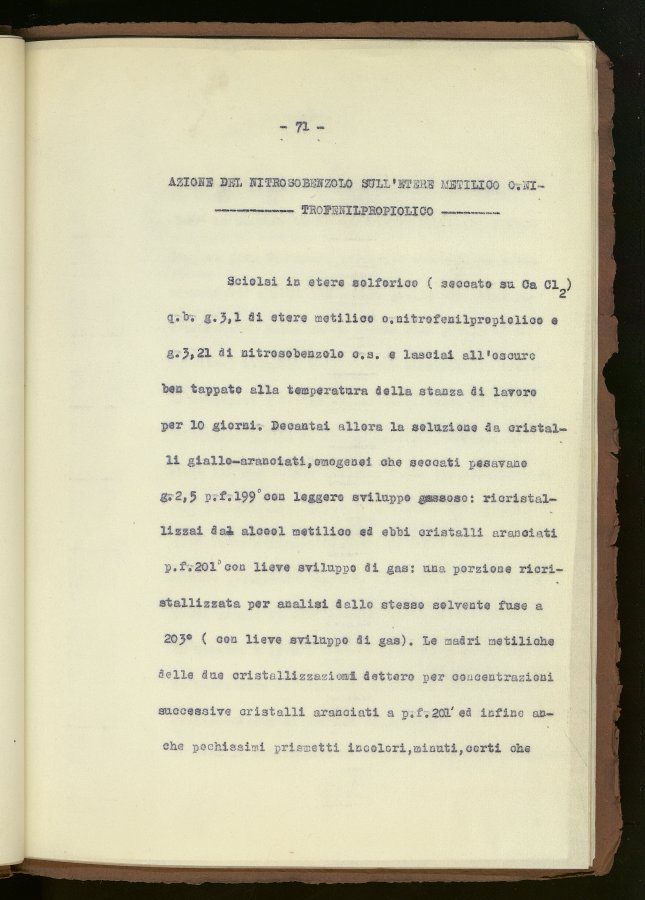 - 71 -
AZIONE DEL NITROSOBENZOLO SULL'ETERE METILICO O.NI-
TROFENILPROPIOLICO
Sciolsi in etere solforico ( seccato su Ca Cl2)
q.b. g.3,1 di etere metilico o.nitrofenilpropiolico e
g.3,21 di nitrosobenzolo c.s. e lasciai all'oscuro
ben tappato alla temperatura della stanza di lavoro
per 10 giorni. Decantai allora la soluzione da cristal-
li giallo-aranciati,omogenei che seccati pesavano
g.2,5 p.f.199°con leggero sviluppo gassoso: ricristal-
lizzai dal alcool metilico ed ebbi cristalli aranciati
p.f.201°con lieve sviluppo di gas: una porzione ricri-
stallizzata per analisi dallo stesso solvente fuse a
203° ( con lieve sviluppo di gas). Le madri metiliche
delle due cristallizzazioni dettero per concentrazioni
successive cristalli aranciati a p.f.201° ed infine an-
che pochissimi prismetti incolori,minuti,corti che